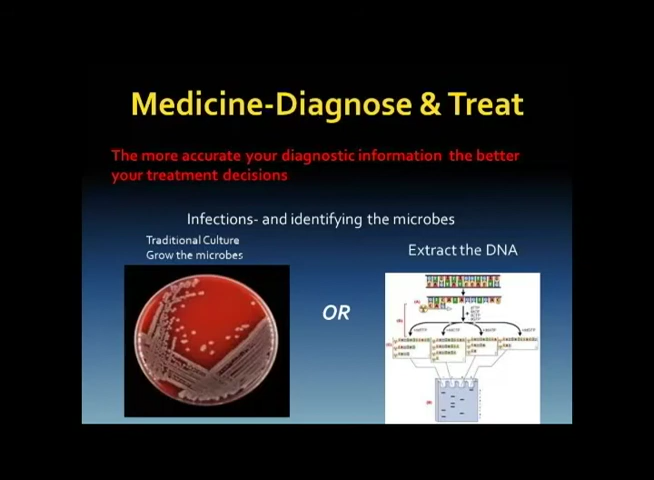 Medicine-Diagnose & Treat
The more accurate your diagnostic information the better
your treatment decisions
Infections- and identifying the microbes
Traditional Culture
Grow the microbes
Extract the DNA
OR